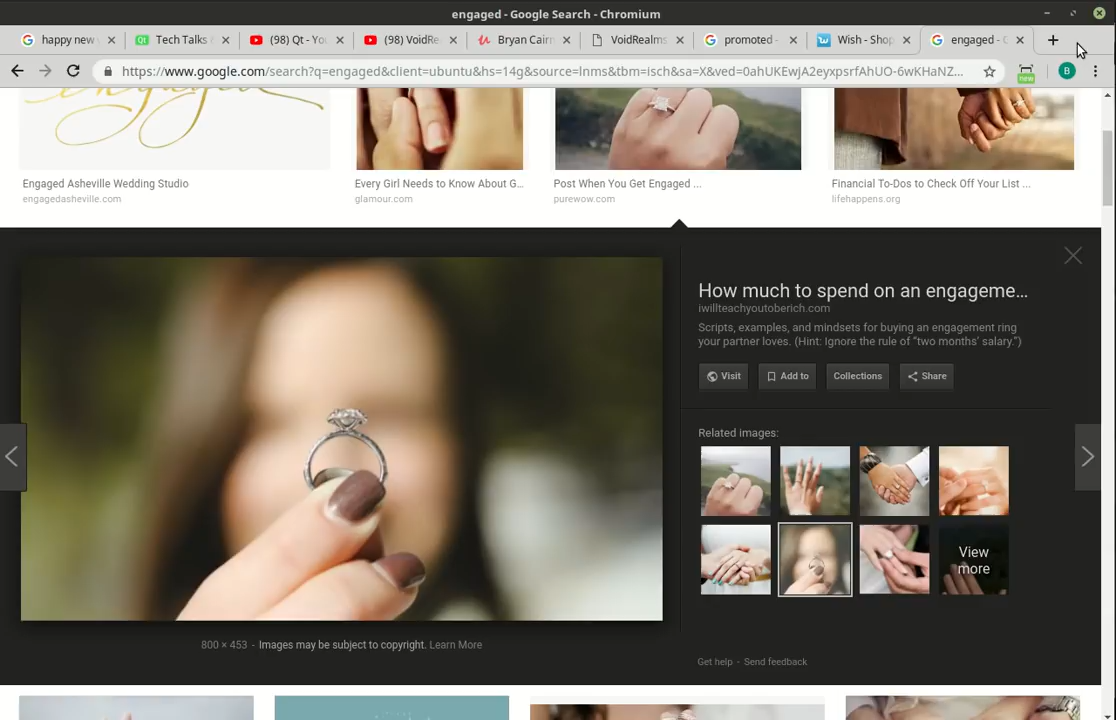 engaged - Google Search - Chromium
happy new
Tech Talks
(98) Qt - Yo
(98) VoidRe
Bryan Cairn
VoidRealms
promoted -
Wish - Shop
engaged -
https://www.google.com/search?q=engaged&client=ubuntu&hs=14g&source=lnms&tbm=isch&sa=X&ved=0ahUKEwjA2eyxpsrfAhUO-6wKHaNZ...
new
B
engaged
Engaged Asheville Wedding Studio
engagedasheville.com
Every Girl Needs to Know About G...
glamour.com
Post When You Get Engaged ...
purewow.com
Financial To-Dos to Check Off Your List ...
lifehappens.org
How much to spend on an engageme...
iwillteachyoutoberich.com
Scripts, examples, and mindsets for buying an engagement ring
your partner loves. (Hint: Ignore the rule of "two months' salary.")
Visit
Add to
Collections
Share
Related images:
View
more
800 × 453 - Images may be subject to copyright. Learn More
Get help - Send feedback